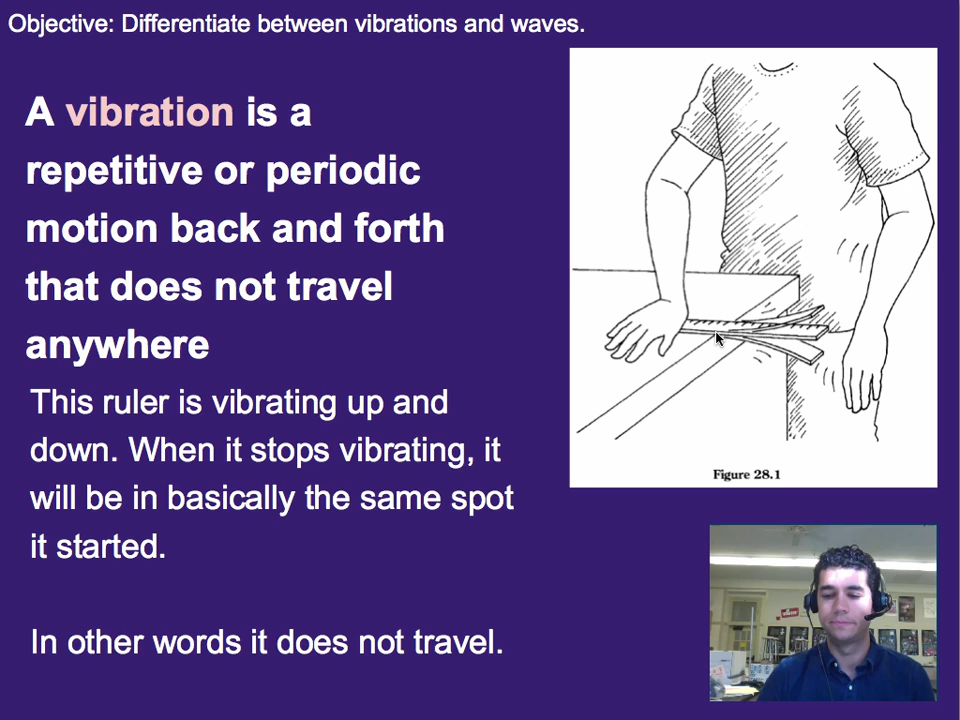 Objective: Differentiate between vibrations and waves.
A vibration is a
repetitive or periodic
motion back and forth
that does not travel
anywhere
This ruler is vibrating up and
down. When it stops vibrating, it
will be in basically the same spot
it started.
In other words it does not travel.
Figure 28.1